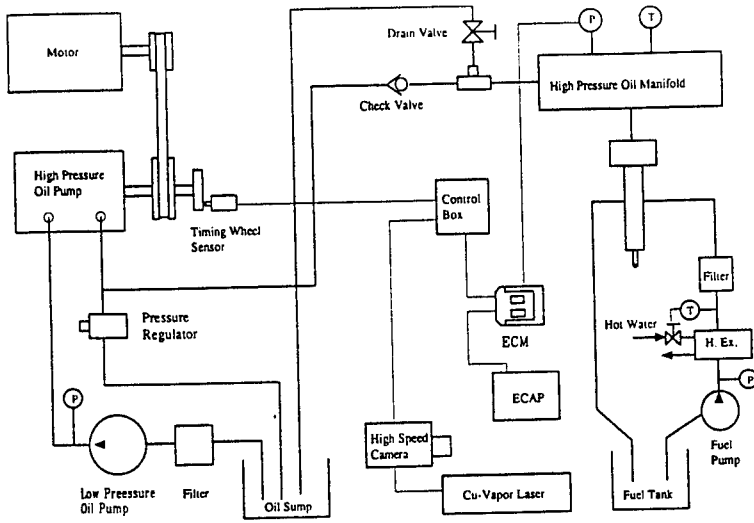 Motor
Drain Valve
P
T
High Pressure Oil Manifold
Check Valve
High Pressure
Oil Pump
Timing Wheel
Sensor
Control
Box
Filter
T
Hot Water
H. Ex.
Pressure
Regulator
ECM
P
ECAP
P
Fuel
Pump
High Speed
Camera
Low Preessure
Oil Pump
Filter
Oil Sump
Cu-Vapor Laser
Fuel Tank